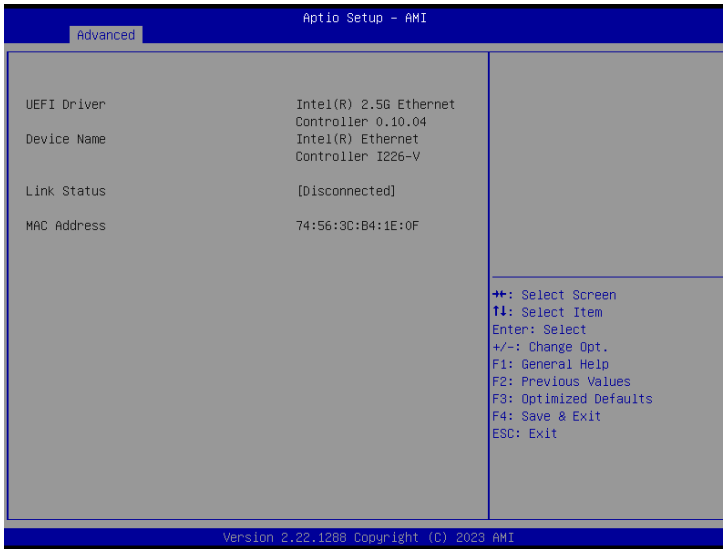 Aptio Setup - AMI
Advanced
UEFI Driver Intel(R) 2.5G Ethernet
Controller 0.10.04
Device Name Intel(R) Ethernet
Controller I226-V
Link Status [Disconnected]
MAC Address 74:56:3C:B4:1E:0F
→←: Select Screen
↑↓: Select Item
Enter: Select
+/-: Change Opt.
F1: General Help
F2: Previous Values
F3: Optimized Defaults
F4: Save & Exit
ESC: Exit
Version 2.22.1288 Copyright (C) 2023 AMI